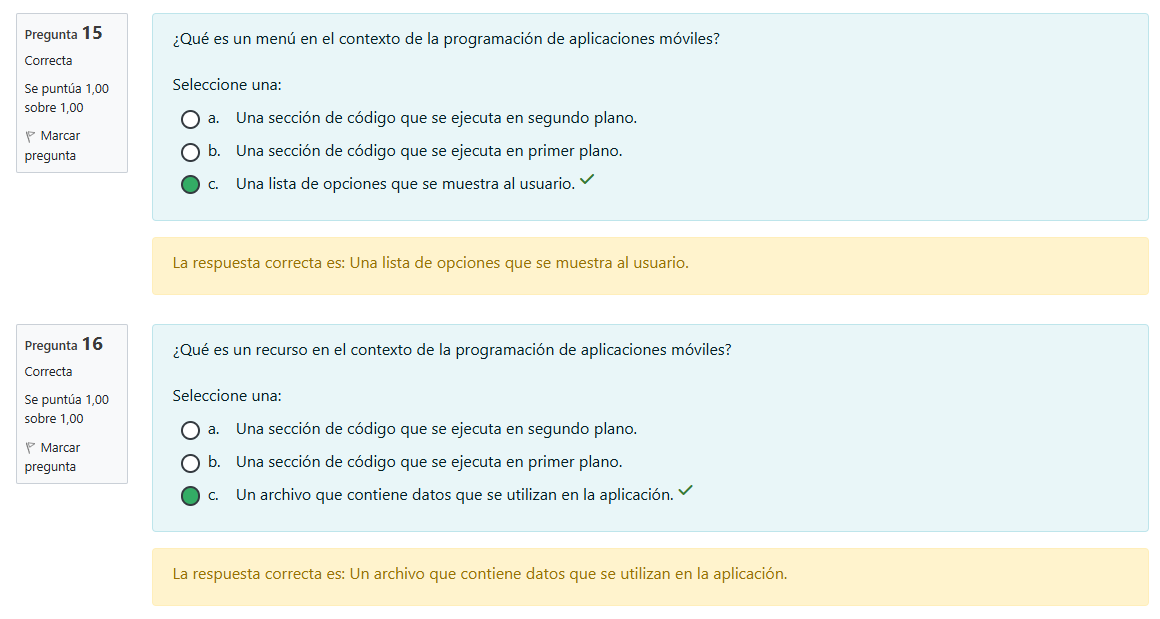 Pregunta 15
Correcta
Se puntúa 1,00
sobre 1,00
Marcar
pregunta
¿Qué es un menú en el contexto de la programación de aplicaciones móviles?
Seleccione una:
a. Una sección de código que se ejecuta en segundo plano.
b. Una sección de código que se ejecuta en primer plano.
c. Una lista de opciones que se muestra al usuario.
La respuesta correcta es: Una lista de opciones que se muestra al usuario.
Pregunta 16
Correcta
Se puntúa 1,00
sobre 1,00
Marcar
pregunta
¿Qué es un recurso en el contexto de la programación de aplicaciones móviles?
Seleccione una:
a. Una sección de código que se ejecuta en segundo plano.
b. Una sección de código que se ejecuta en primer plano.
c. Un archivo que contiene datos que se utilizan en la aplicación.
La respuesta correcta es: Un archivo que contiene datos que se utilizan en la aplicación.